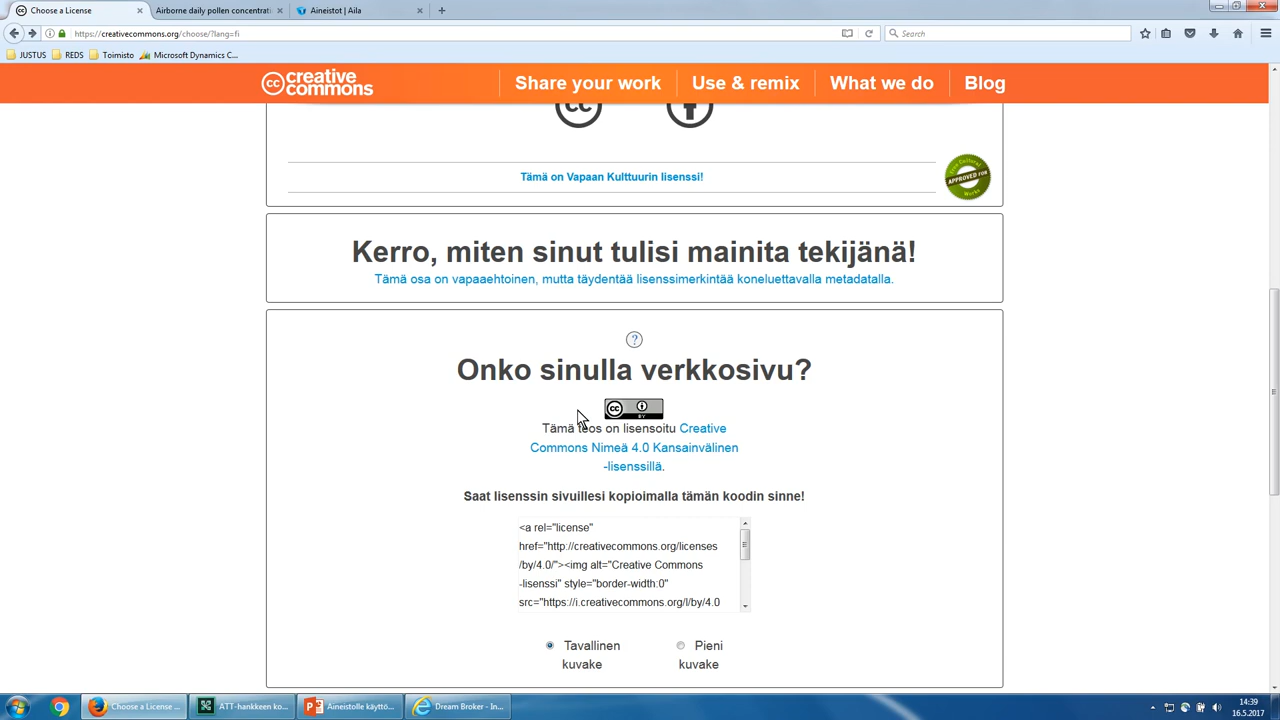 Choose a License
Airborne daily pollen concentrati
Aineistot | Aila
https://creativecommons.org/choose/?lang=fi
Search
JUSTUS
REDS
Toimisto
Microsoft Dynamics C...
cc creative commons
Share your work
Use & remix
What we do
Blog
cc
Tämä on Vapaan Kulttuurin lisenssi!
APPROVED FOR
Kerro, miten sinut tulisi mainita tekijänä!
Tämä osa on vapaaehtoinen, mutta täydentää lisenssimerkintää koneluettavalla metadatalla.
?
Onko sinulla verkkosivu?
cc BY
Tämä teos on lisensoitu Creative
Commons Nimeä 4.0 Kansainvälinen
-lisenssillä.
Saat lisenssin sivuillesi kopioimalla tämän koodin sinne!
<a rel="license"
href="http://creativecommons.org/licenses
/by/4.0/"><img alt="Creative Commons
-lisenssi" style="border-width:0"
src="https://i.creativecommons.org/l/by/4.0
Tavallinen
kuvake
Pieni
kuvake
Choose a License ...
ATT-hankkeen ko...
Aineistolle käyttö...
Dream Broker - In...
14:39
16.5.2017